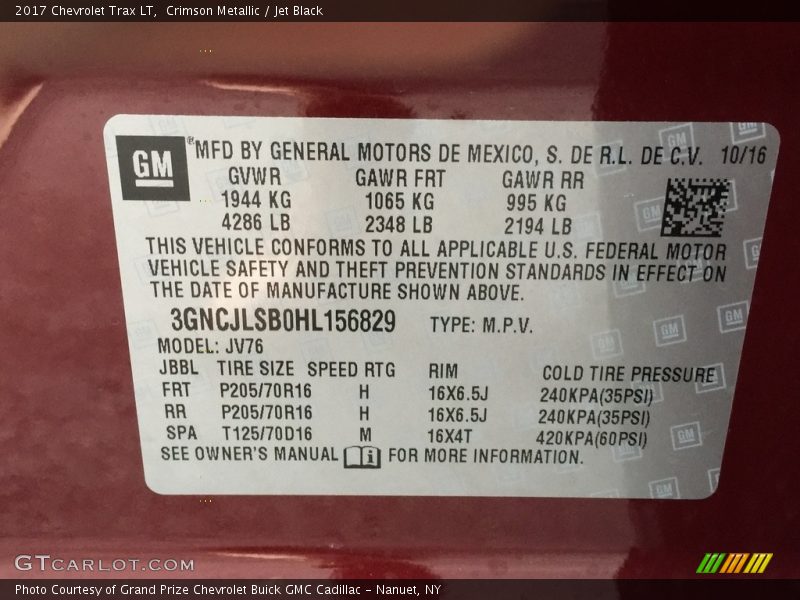 2017 Chevrolet Trax LT,  Crimson Metallic / Jet Black
GM ® MFD BY GENERAL MOTORS DE MEXICO, S. DE R.L. DE C.V. 10/16
GVWR GAWR FRT GAWR RR
1944 KG 1065 KG 995 KG
4286 LB 2348 LB 2194 LB
THIS VEHICLE CONFORMS TO ALL APPLICABLE U.S. FEDERAL MOTOR
VEHICLE SAFETY AND THEFT PREVENTION STANDARDS IN EFFECT ON
THE DATE OF MANUFACTURE SHOWN ABOVE.
3GNCJLSB0HL156829 TYPE: M.P.V.
MODEL: JV76
JBBL TIRE SIZE SPEED RTG RIM COLD TIRE PRESSURE
FRT P205/70R16 H 16X6.5J 240KPA(35PSI)
RR P205/70R16 H 16X6.5J 240KPA(35PSI)
SPA T125/70D16 M 16X4T 420KPA(60PSI)
SEE OWNER'S MANUAL i FOR MORE INFORMATION.
GTCARLOT.COM
Photo Courtesy of Grand Prize Chevrolet Buick GMC Cadillac - Nanuet, NY